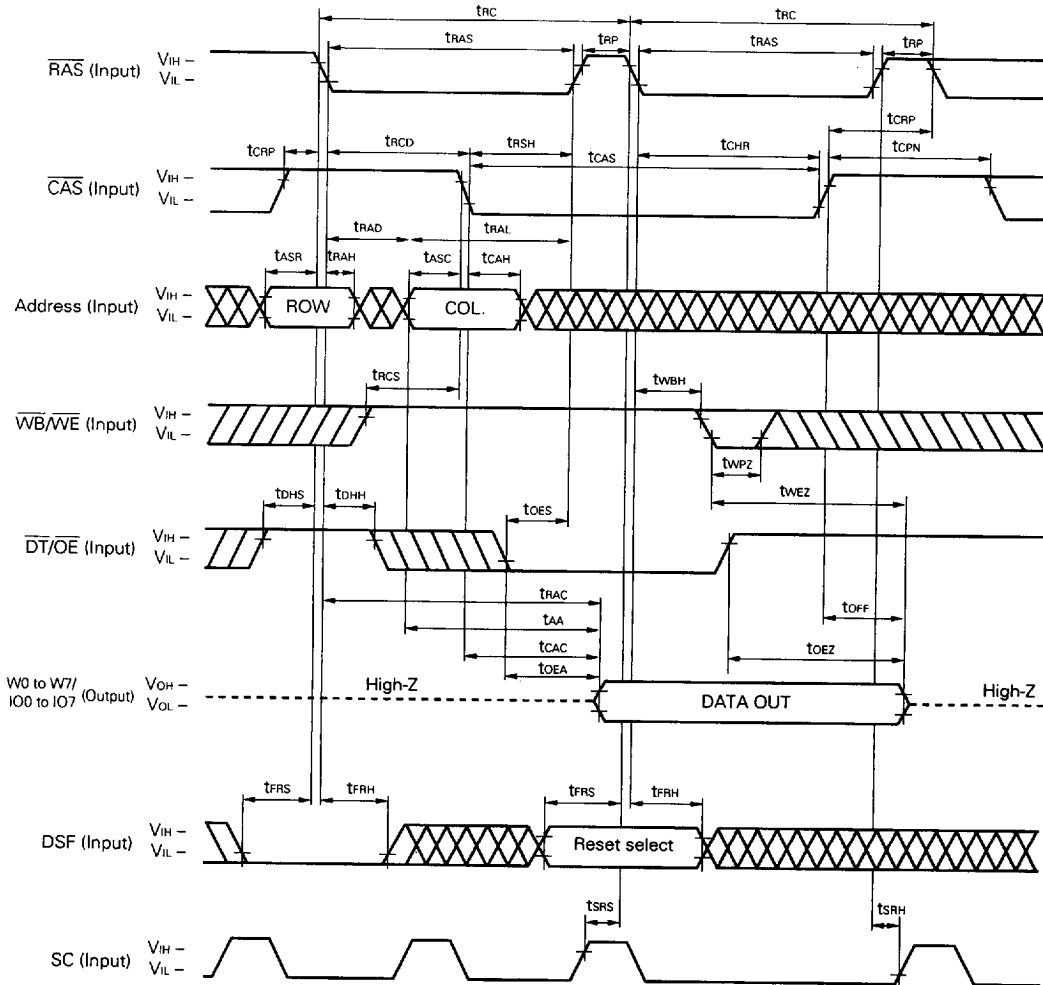 tRC tRC
tRAS tRP tRAS tRP
RAS (Input) VIH
VIL
tCRP
tCRP tRCD tRSH tCHR tCPN
tCAS
CAS (Input) VIH
VIL
tRAD tRAL
tASR tRAH tASC tCAH
Address (Input) VIH
VIL
ROW COL.
tRCS tWBH
WB/WE (Input) VIH
VIL
tWPZ
tWEZ
tDHS tDHH tOES
DT/OE (Input) VIH
VIL
tRAC
tOFF
tAA
tCAC tOEZ
tOEA
W0 to W7/
IO0 to IO7 (Output) VOH
VOL
High-Z DATA OUT High-Z
tFRS tFRH tFRS tFRH
DSF (Input) VIH
VIL
Reset select
tSRS tSRH
SC (Input) VIH
VIL